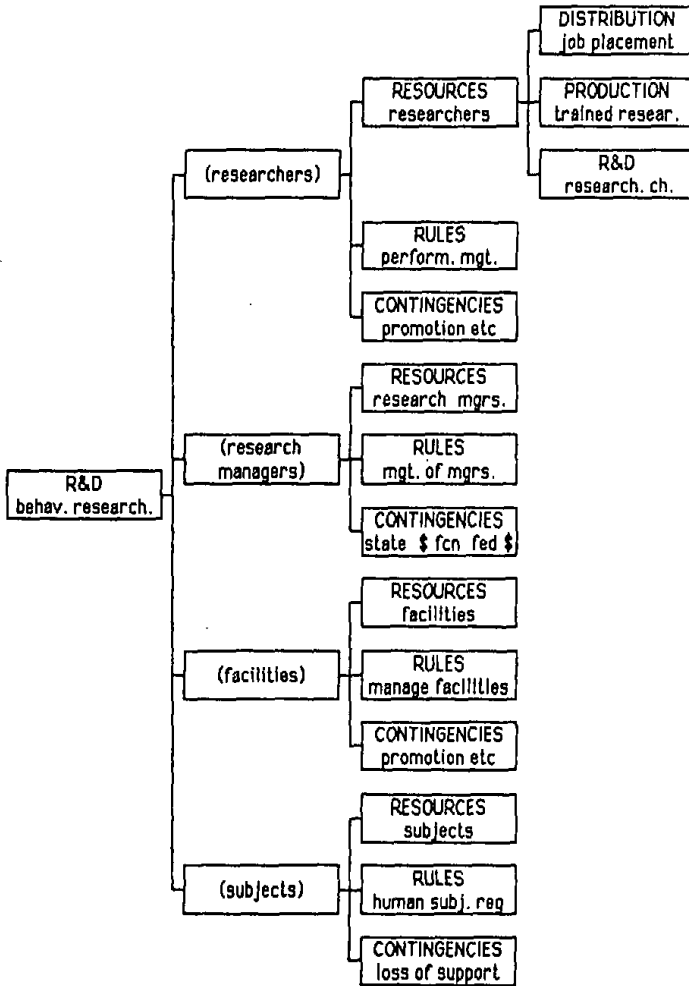 DISTRIBUTION
job placement
RESOURCES
researchers
PRODUCTION
trained resear.
R&D
research. ch.
(researchers)
RULES
perform. mgt.
CONTINGENCIES
promotion etc
RESOURCES
research mgrs.
(research
managers)
RULES
mgt. of mgrs.
R&D
behav. research.
CONTINGENCIES
state $ fcn fed $
RESOURCES
facilities
(facilities)
RULES
manage facilities
CONTINGENCIES
promotion etc
RESOURCES
subjects
(subjects)
RULES
human subj. reg
CONTINGENCIES
loss of support